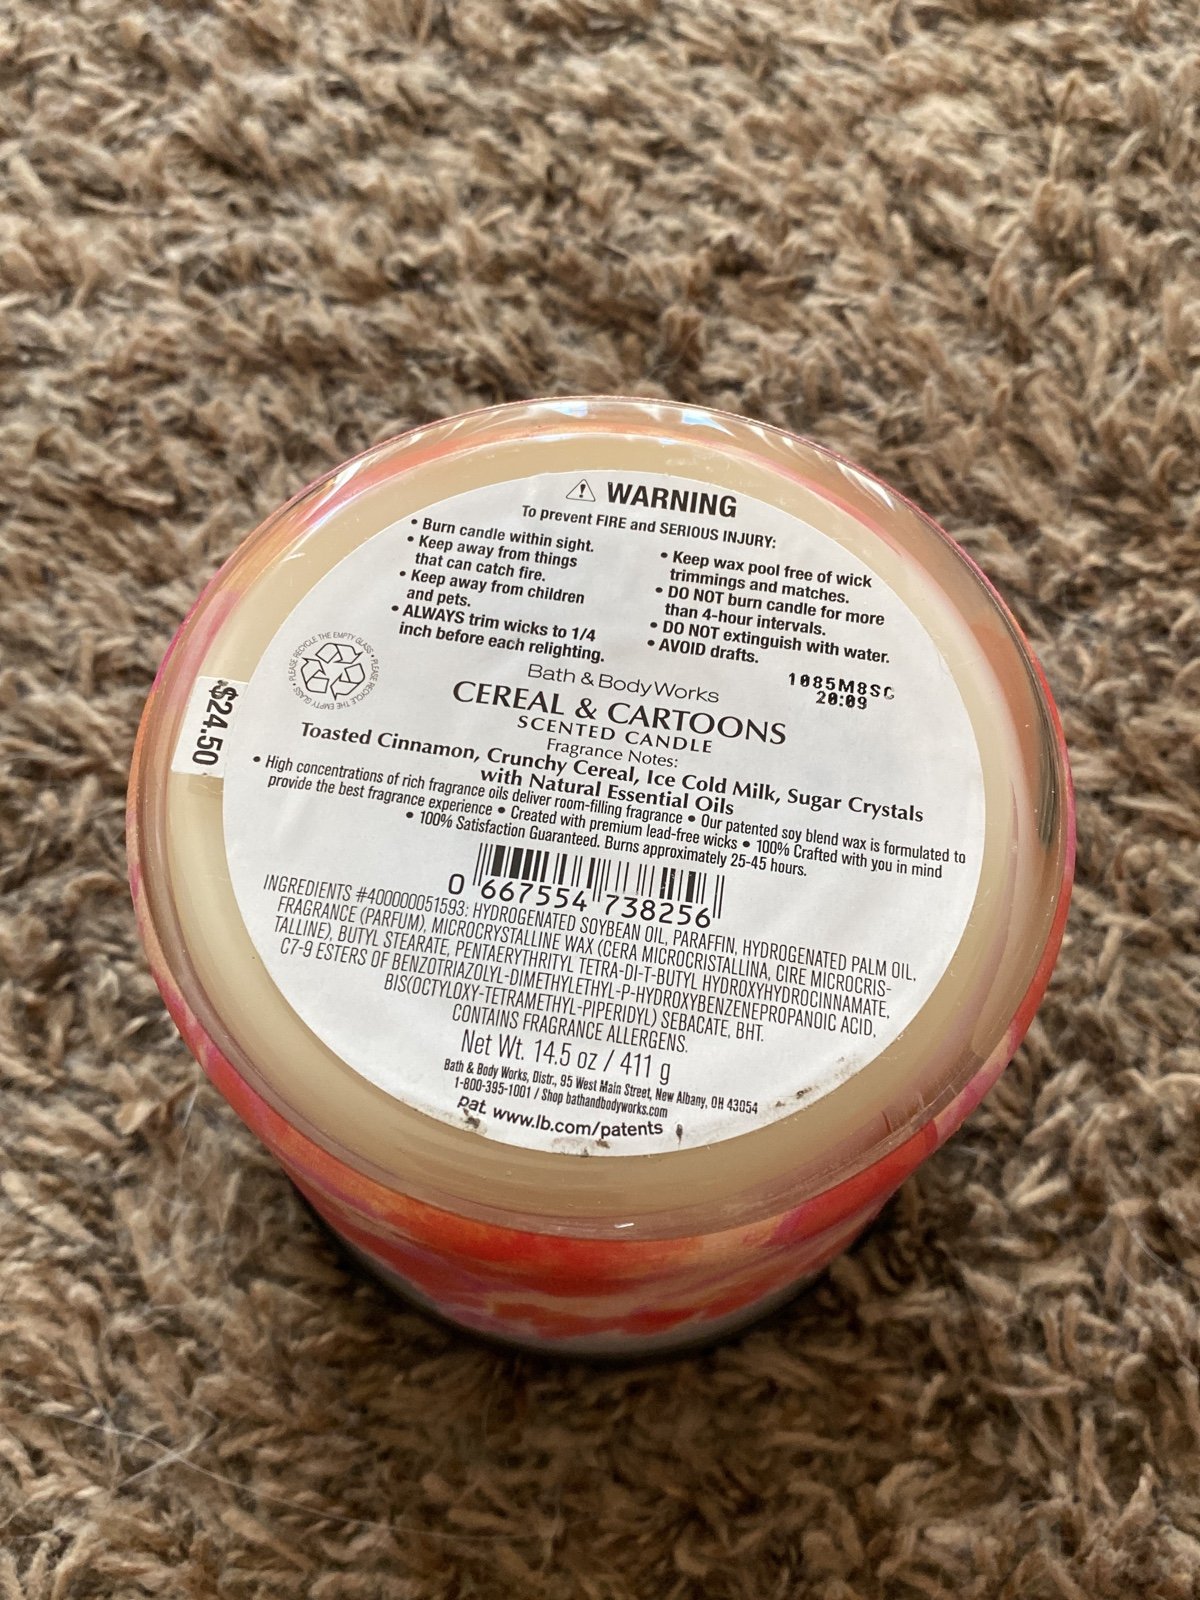 WARNING
To prevent FIRE and SERIOUS INJURY:
• Burn candle within sight.
• Keep away from things
that can catch fire.
• Keep away from children
and pets.
• ALWAYS trim wicks to 1/4
inch before each relighting.
• Keep wax pool free of wick
trimmings and matches.
• DO NOT burn candle for more
than 4-hour intervals.
• DO NOT extinguish with water.
• AVOID drafts.
PLEASE RECYCLE THE EMPTY GLASS • PLEASE RECYCLE THE EMPTY GLASS •
$24.50
1085M8SC
20:09
Bath & Body Works
CEREAL & CARTOONS
SCENTED CANDLE
Fragrance Notes:
Toasted Cinnamon, Crunchy Cereal, Ice Cold Milk, Sugar Crystals
with Natural Essential Oils
• High concentrations of rich fragrance oils deliver room-filling fragrance • Our patented soy blend wax is formulated to
provide the best fragrance experience • Created with premium lead-free wicks • 100% Crafted with you in mind
• 100% Satisfaction Guaranteed. Burns approximately 25-45 hours.
0 667554 738256
INGREDIENTS #400000051593: HYDROGENATED SOYBEAN OIL, PARAFFIN, HYDROGENATED PALM OIL,
FRAGRANCE (PARFUM), MICROCRYSTALLINE WAX (CERA MICROCRISTALLINA, CIRE MICROCRIS-
TALLINE), BUTYL STEARATE, PENTAERYTHRITYL TETRA-DI-T-BUTYL HYDROXYHYDROCINNAMATE,
C7-9 ESTERS OF BENZOTRIAZOLYL-DIMETHYLETHYL-P-HYDROXYBENZENEPROPANOIC ACID,
BIS(OCTYLOXY-TETRAMETHYL-PIPERIDYL) SEBACATE, BHT.
CONTAINS FRAGRANCE ALLERGENS.
Net Wt. 14.5 oz / 411 g
Bath & Body Works, Distr., 95 West Main Street, New Albany, OH 43054
1-800-395-1001 / Shop bathandbodyworks.com
Pat. www.lb.com/patents